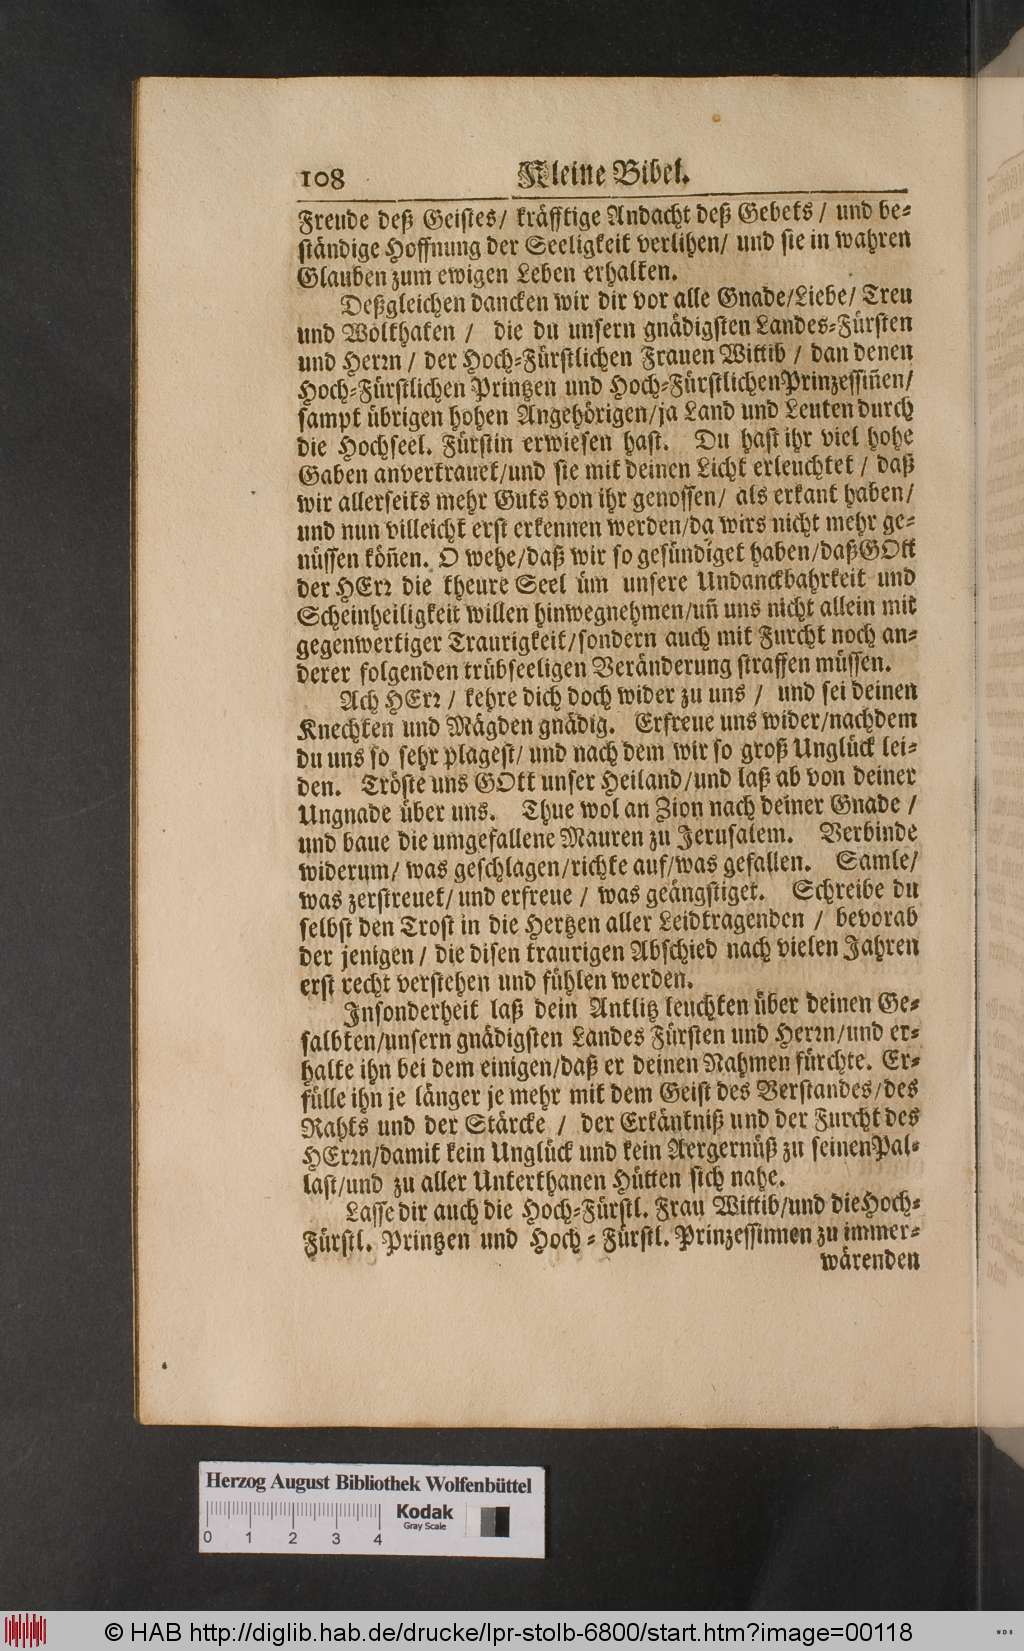 108 Kleine Bibel.
Freude deß Geistes/ kräfftige Andacht deß Gebets / und be-
ständige Hoffnung der Seeligkeit verlihen/ und sie in wahren
Glauben zum ewigen Leben erhalten.
Deßgleichen dancken wir dir vor alle Gnade/Liebe/ Treu
und Wolthaten / die du unsern gnädigsten Landes-Fürsten
und Herrn / der Hoch-Fürstlichen Frauen Wittib / dan denen
Hoch-Fürstlichen Printzen und Hoch-Fürstlichen Prinzessiñen/
sampt übrigen hohen Angehörigen/ja Land und Leuten durch
die Hochseel. Fürstin erwiesen hast. Du hast ihr viel hohe
Gaben anvertrauet/und sie mit deinen Licht erleuchtet / daß
wir allerseits mehr Guts von ihr genossen/ als erkant haben/
und nun villeicht erst erkennen werden/da wirs nicht mehr ge-
nüssen köñen. O wehe/daß wir so gesündiget haben/daß GOtt
der HErr die theure Seel üm unsere Undanckbahrkeit und
Scheinheiligkeit willen hinwegnehmen/uñ uns nicht allein mit
gegenwertiger Traurigkeit/sondern auch mit Furcht noch an-
derer folgenden trübseeligen Veränderung straffen müssen.
Ach HErr / kehre dich doch wider zu uns / und sei deinen
Knechten und Mägden gnädig. Erfreue uns wider/nachdem
du uns so sehr plagest/ und nach dem wir so groß Unglück lei-
den. Tröste uns GOtt unser Heiland/und laß ab von deiner
Ungnade über uns. Thue wol an Zion nach deiner Gnade /
und baue die umgefallene Mauren zu Jerusalem. Verbinde
widerum/ was geschlagen/richte auf/was gefallen. Samle/
was zerstreuet/ und erfreue / was geängstiget. Schreibe du
selbst den Trost in die Hertzen aller Leidtragenden / bevorab
der jenigen / die disen traurigen Abschied nach vielen Jahren
erst recht verstehen und fühlen werden.
Insonderheit laß dein Antlitz leuchten über deinen Ge-
salbten/unsern gnädigsten Landes Fürsten und Herrn/und er-
halte ihn bei dem einigen/daß er deinen Nahmen fürchte. Er-
fülle ihn je länger je mehr mit dem Geist des Verstandes/des
Rahts und der Stärcke / der Erkäntniß und der Furcht des
HErrn/damit kein Unglück und kein Aergernüß zu seinen Pal-
last/und zu aller Unterthanen Hütten sich nahe.
Lasse dir auch die Hoch-Fürstl. Frau Wittib/und die Hoch-
Fürstl. Printzen und Hoch-Fürstl. Prinzessinnen zu immer-
wärenden
Herzog August Bibliothek Wolfenbüttel
Kodak
Gray Scale
0 1 2 3 4
© HAB http://diglib.hab.de/drucke/lpr-stolb-6800/start.htm?image=00118